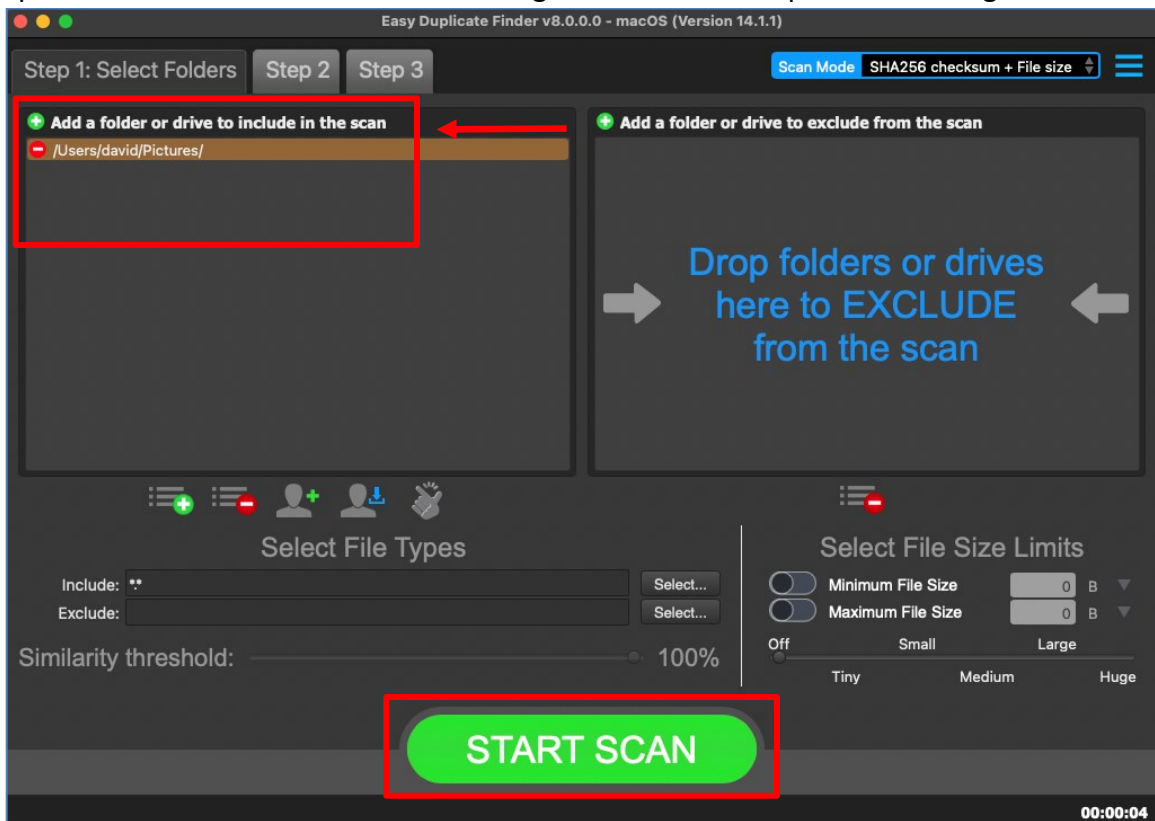 Easy Duplicate Finder v8.0.0.0 - macOS (Version 14.1.1)
Step 1: Select Folders Step 2 Step 3
Scan Mode SHA256 checksum + File size
Add a folder or drive to include in the scan
/Users/david/Pictures/
Add a folder or drive to exclude from the scan
Drop folders or drives
here to EXCLUDE
from the scan
Select File Types
Include: *.* Select...
Exclude: Select...
Similarity threshold: 100%
Select File Size Limits
Minimum File Size 0 B
Maximum File Size 0 B
Off Small Large
Tiny Medium Huge
START SCAN
00:00:04